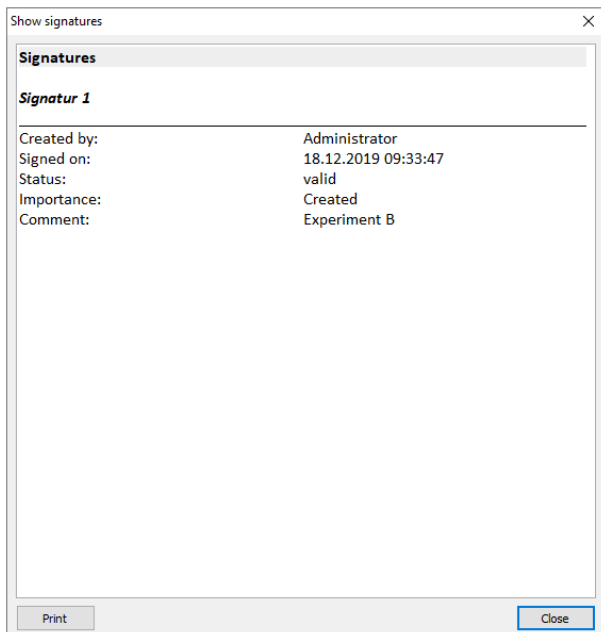 Show signatures
Signatures
Signatur 1
Created by: Administrator
Signed on: 18.12.2019 09:33:47
Status: valid
Importance: Created
Comment: Experiment B
Print Close